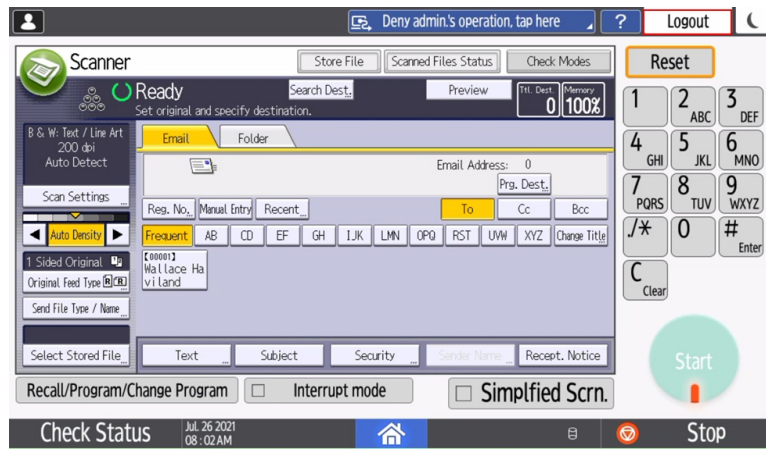 Deny admin.'s operation, tap here
?
Logout
Scanner
Store File
Scanned Files Status
Check Modes
Reset
Ready
Search Dest.
Preview
Ttl. Dest.
0
Memory
100%
Set original and specify destination.
B & W: Text / Line Art
200 dpi
Auto Detect
Scan Settings
Auto Density
1 Sided Original
Original Feed Type R R
Send File Type / Name
Select Stored File
Email
Folder
Email Address: 0
Prg. Dest.
Reg. No.
Manual Entry
Recent
To
Cc
Bcc
Frequent
AB
CD
EF
GH
IJK
LMN
OPQ
RST
UVW
XYZ
Change Title
【00001】
Wallace Ha
viland
Text
Subject
Security
Sender Name
Recept. Notice
1
2 ABC
3 DEF
4 GHI
5 JKL
6 MNO
7 PQRS
8 TUV
9 WXYZ
./*
0
# Enter
C Clear
Start
Recall/Program/Change Program
Interrupt mode
Simplfied Scrn.
Check Status
Jul. 26 2021
08:02AM
Stop